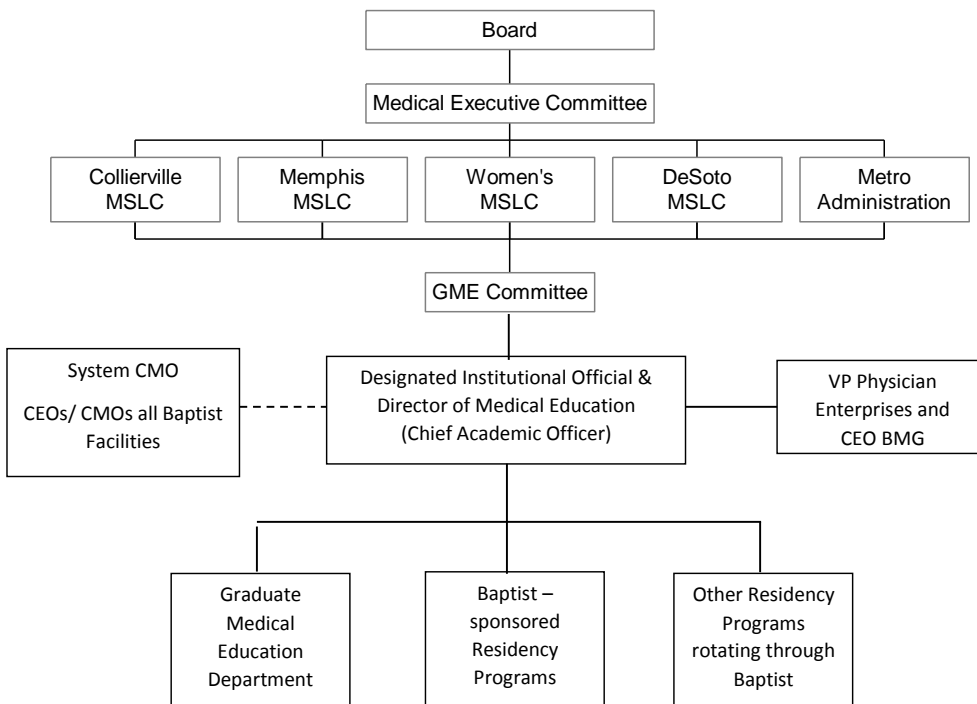 Board
Medical Executive Committee
Collierville
MSLC
Memphis
MSLC
Women's
MSLC
DeSoto
MSLC
Metro
Administration
GME Committee
System CMO
CEOs/ CMOs all Baptist
Facilities
Designated Institutional Official &
Director of Medical Education
(Chief Academic Officer)
VP Physician
Enterprises and
CEO BMG
Graduate
Medical
Education
Department
Baptist –
sponsored
Residency
Programs
Other Residency
Programs
rotating through
Baptist